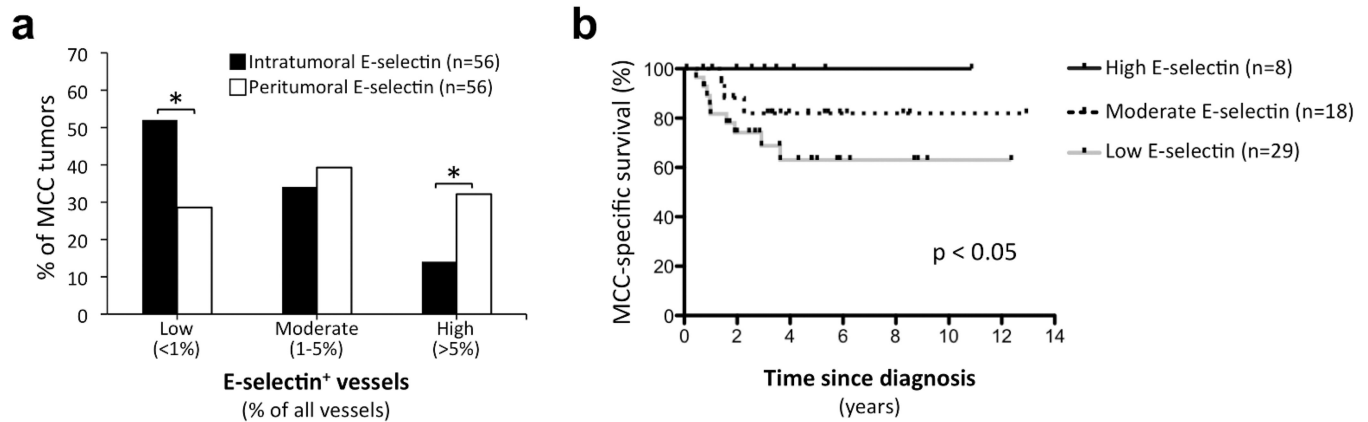 a
70
60
50
40
30
20
10
0
% of MCC tumors
Intratumoral E-selectin (n=56)
Peritumoral E-selectin (n=56)
*
*
Low
(<1%)
Moderate
(1-5%)
High
(>5%)
E-selectin⁺ vessels
(% of all vessels)
b
100
80
60
40
20
0
MCC-specific survival (%)
High E-selectin (n=8)
Moderate E-selectin (n=18)
Low E-selectin (n=29)
p < 0.05
0 2 4 6 8 10 12 14
Time since diagnosis
(years)